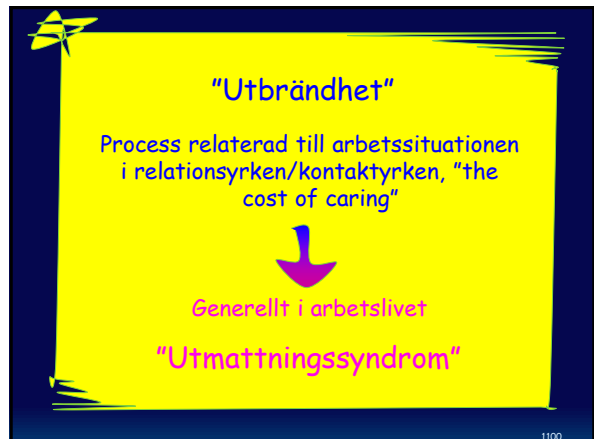 ”Utbrändhet”
Process relaterad till arbetssituationen
i relationsyrken/kontaktyrken, ”the
cost of caring”
Generellt i arbetslivet
”Utmattningssyndrom”
1100